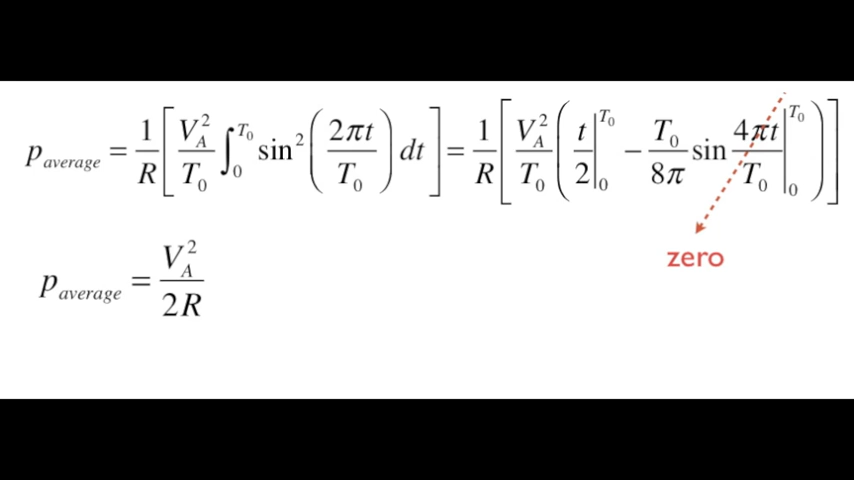 p_average = 1/R [ V_A^2/T_0 ∫_0^{T_0} sin^2 ( 2πt/T_0 ) dt ] = 1/R [ V_A^2/T_0 ( t/2 |_0^{T_0} − T_0/8π sin 4πt/T_0 |_0^{T_0} ) ]
zero
p_average = V_A^2/2R